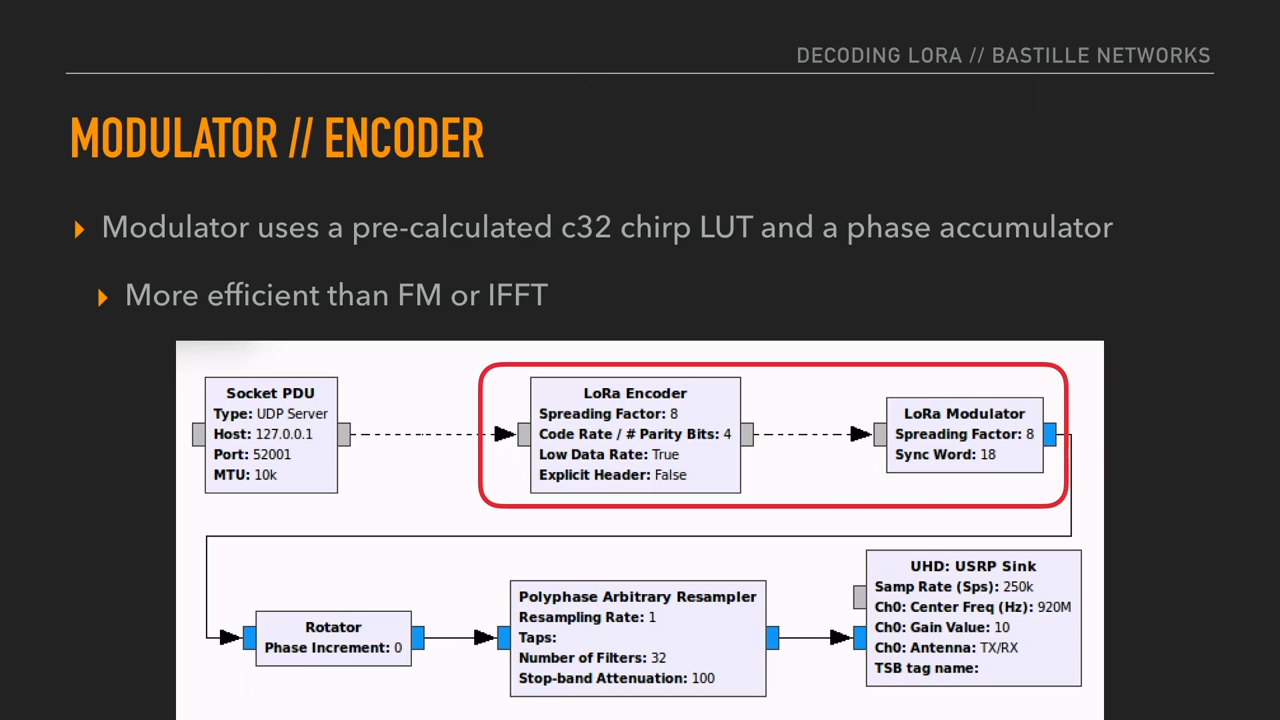 DECODING LORA // BASTILLE NETWORKS
MODULATOR // ENCODER
Modulator uses a pre-calculated c32 chirp LUT and a phase accumulator
More efficient than FM or IFFT
Socket PDU
Type: UDP Server
Host: 127.0.0.1
Port: 52001
MTU: 10k
LoRa Encoder
Spreading Factor: 8
Code Rate / # Parity Bits: 4
Low Data Rate: True
Explicit Header: False
LoRa Modulator
Spreading Factor: 8
Sync Word: 18
Rotator
Phase Increment: 0
Polyphase Arbitrary Resampler
Resampling Rate: 1
Taps:
Number of Filters: 32
Stop-band Attenuation: 100
UHD: USRP Sink
Samp Rate (Sps): 250k
Ch0: Center Freq (Hz): 920M
Ch0: Gain Value: 10
Ch0: Antenna: TX/RX
TSB tag name: